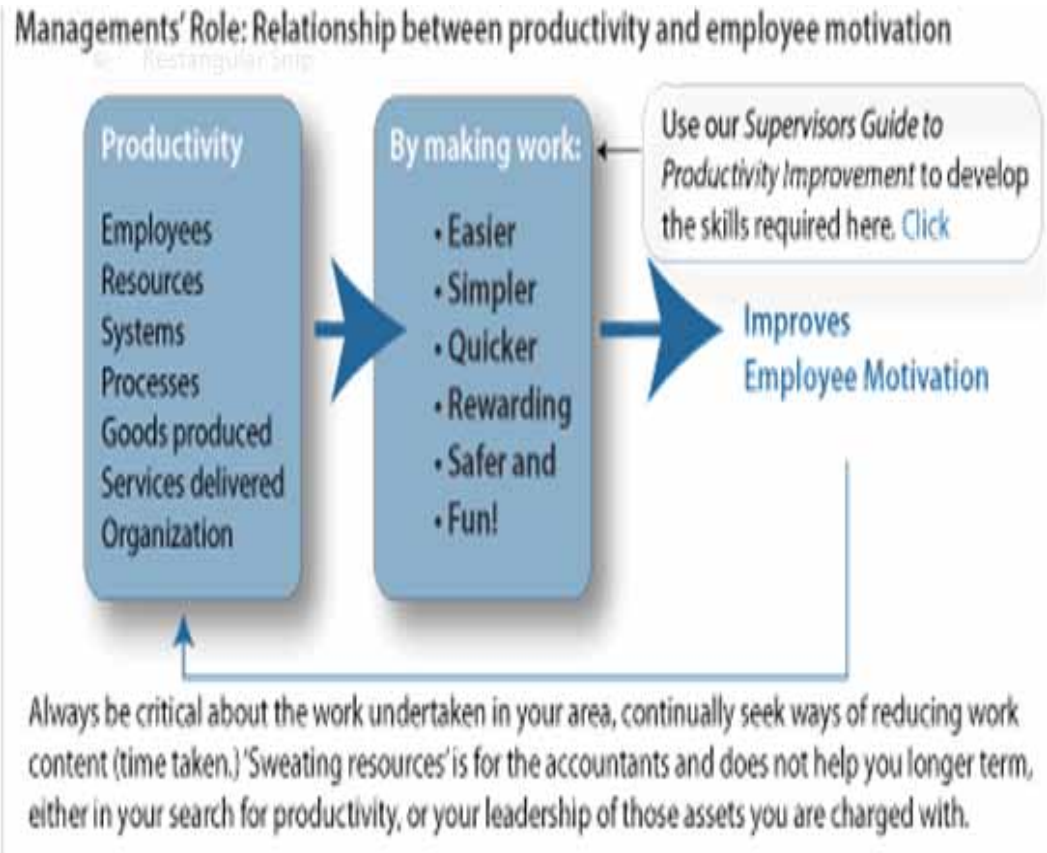 Managements' Role: Relationship between productivity and employee motivation
Restangular Snip
Productivity
Employees
Resources
Systems
Processes
Goods produced
Services delivered
Organization
By making work:
• Easier
• Simpler
• Quicker
• Rewarding
• Safer and
• Fun!
Use our Supervisors Guide to
Productivity Improvement to develop
the skills required here. Click
Improves
Employee Motivation
Always be critical about the work undertaken in your area, continually seek ways of reducing work
content (time taken.) 'Sweating resources' is for the accountants and does not help you longer term,
either in your search for productivity, or your leadership of those assets you are charged with.